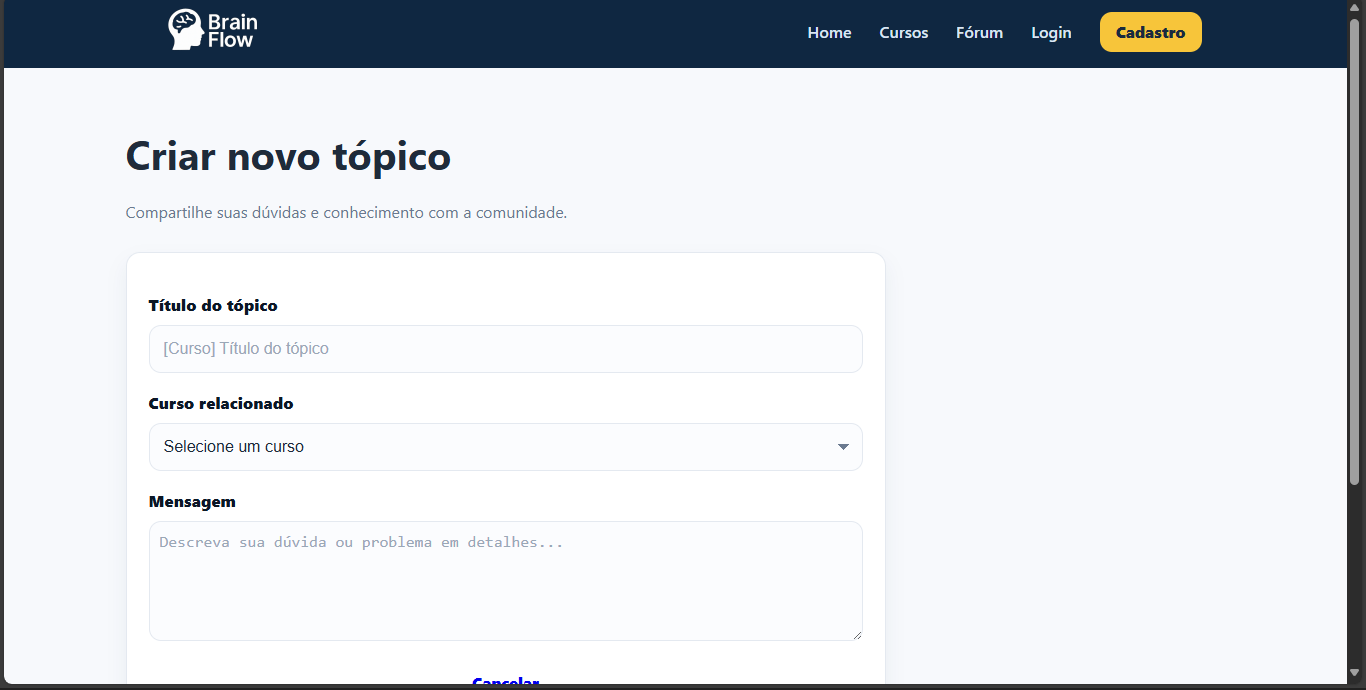 Brain
Flow
Home Cursos Fórum Login Cadastro
Criar novo tópico
Compartilhe suas dúvidas e conhecimento com a comunidade.
Título do tópico
[Curso] Título do tópico
Curso relacionado
Selecione um curso
Mensagem
Descreva sua dúvida ou problema em detalhes...
Cancelar